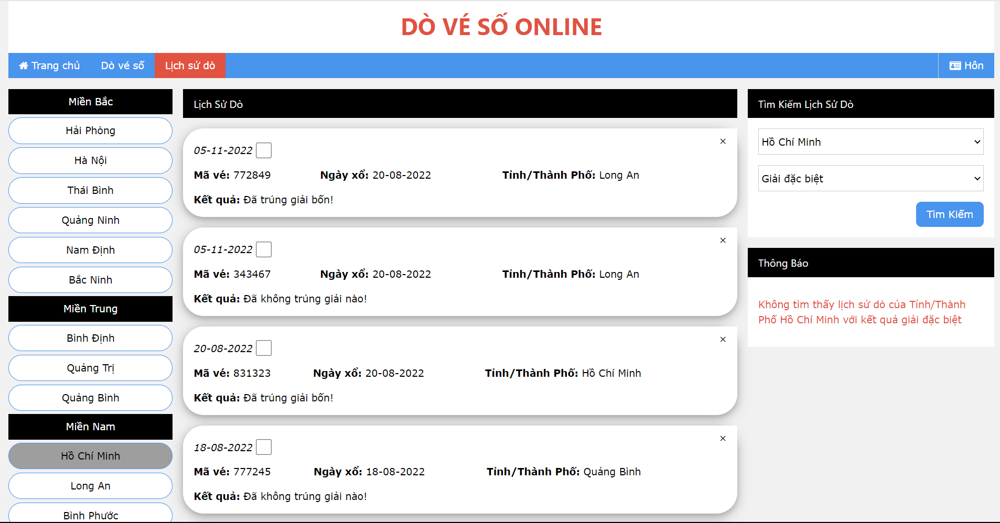 DÒ VÉ SỐ ONLINE
Trang chủ Dò vé số Lịch sử dò Hôn
Miền Bắc
Hải Phòng
Hà Nội
Thái Bình
Quảng Ninh
Nam Định
Bắc Ninh
Miền Trung
Bình Định
Quảng Trị
Quảng Bình
Miền Nam
Hồ Chí Minh
Long An
Bình Phước
Lịch Sử Dò
05-11-2022
Mã vé: 772849 Ngày xổ: 20-08-2022 Tỉnh/Thành Phố: Long An
Kết quả: Đã trúng giải bốn!
05-11-2022
Mã vé: 343467 Ngày xổ: 20-08-2022 Tỉnh/Thành Phố: Long An
Kết quả: Đã không trúng giải nào!
20-08-2022
Mã vé: 831323 Ngày xổ: 20-08-2022 Tỉnh/Thành Phố: Hồ Chí Minh
Kết quả: Đã trúng giải bốn!
18-08-2022
Mã vé: 777245 Ngày xổ: 18-08-2022 Tỉnh/Thành Phố: Quảng Bình
Kết quả: Đã không trúng giải nào!
Tìm Kiếm Lịch Sử Dò
Hồ Chí Minh
Giải đặc biệt
Tìm Kiếm
Thông Báo
Không tìm thấy lịch sử dò của Tỉnh/Thành
Phố Hồ Chí Minh với kết quả giải đặc biệt